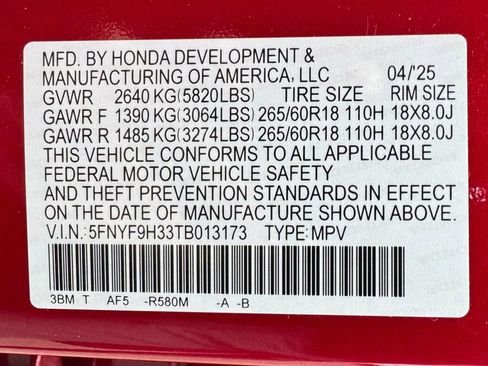 MFD. BY HONDA DEVELOPMENT &
MANUFACTURING OF AMERICA, LLC 04/'25
GVWR 2640 KG(5820LBS) TIRE SIZE RIM SIZE
GAWR F 1390 KG(3064LBS) 265/60R18 110H 18X8.0J
GAWR R 1485 KG(3274LBS) 265/60R18 110H 18X8.0J
THIS VEHICLE CONFORMS TO ALL APPLICABLE
FEDERAL MOTOR VEHICLE SAFETY
AND THEFT PREVENTION STANDARDS IN EFFECT
ON THE DATE OF MANUFACTURE SHOWN ABOVE.
V.I.N.: 5FNYF9H33TB013173 TYPE: MPV
3BM T AF5 -R580M -A -B